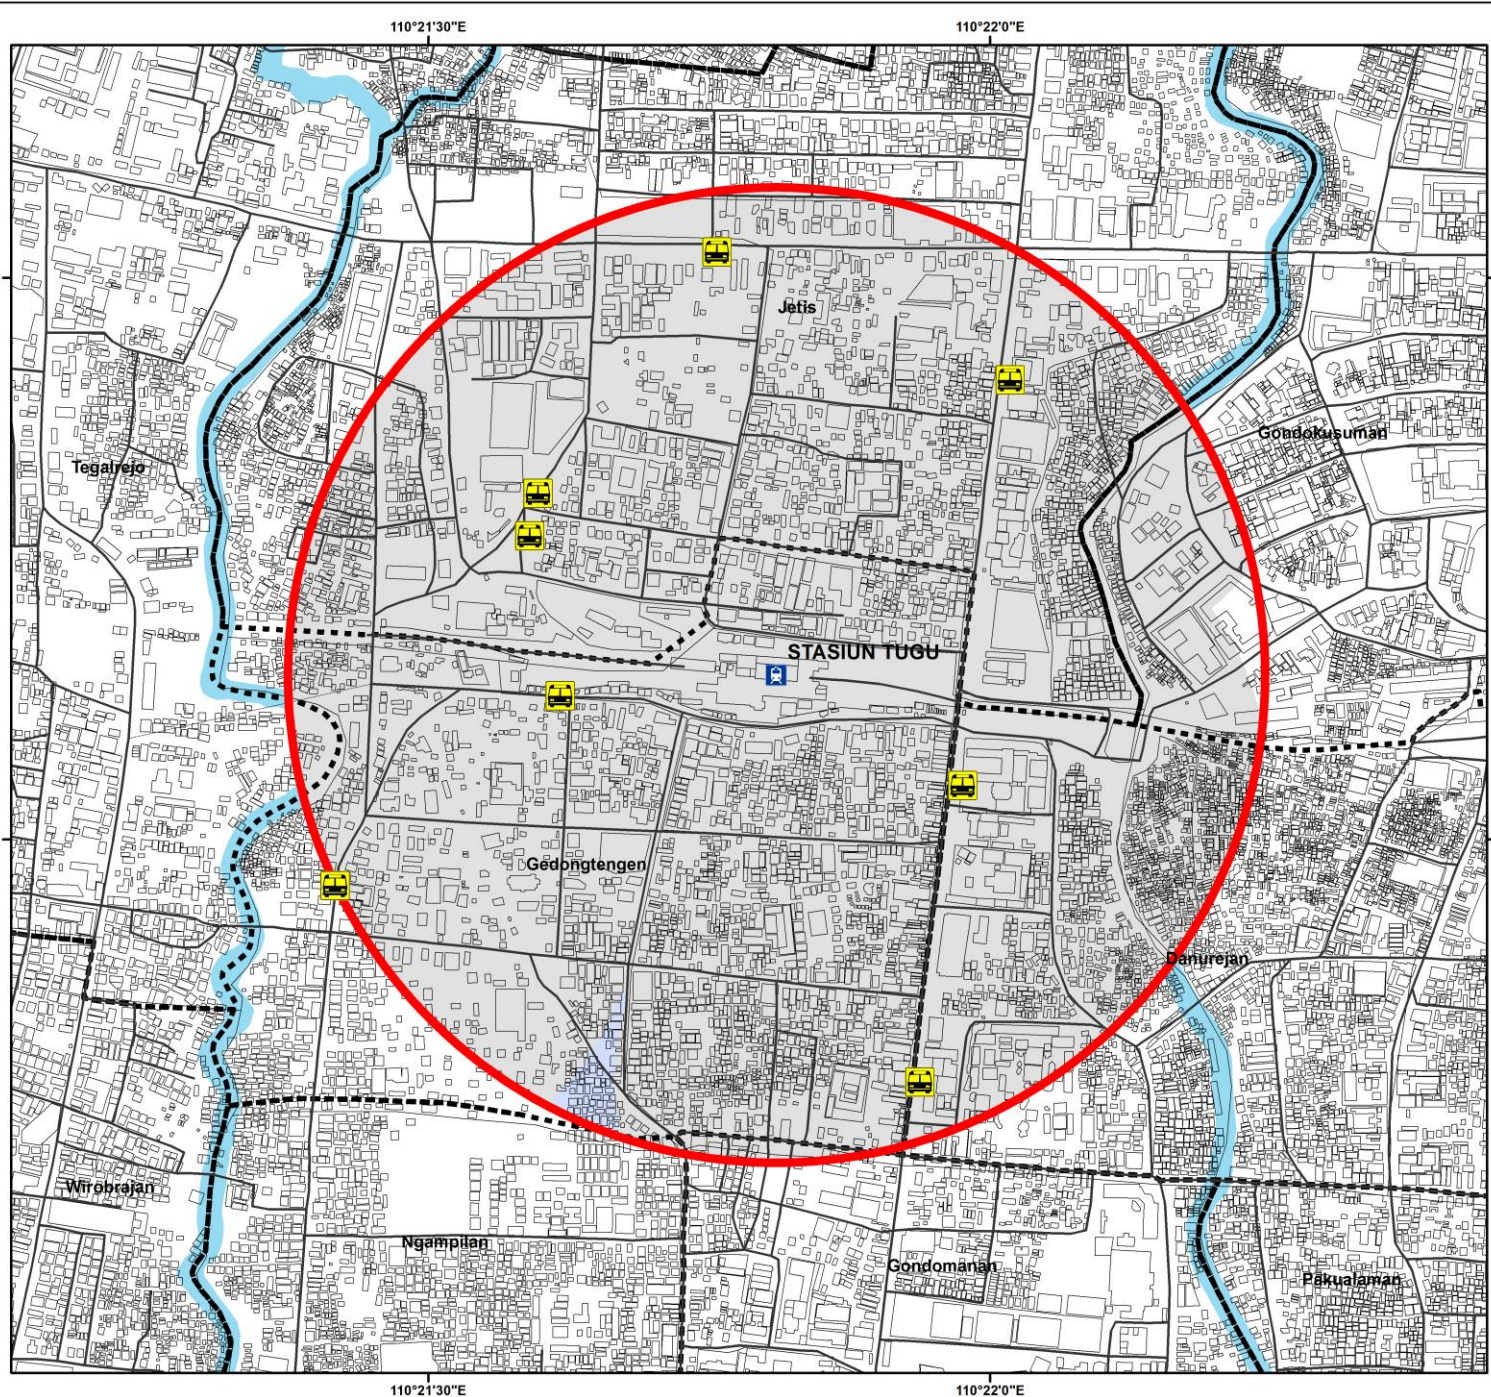 110°21'30"E 110°22'0"E
Jetis
Gondokusuman
Tegalrejo
STASIUN TUGU
Gedongtengen
Danurejan
Wirobrajan
Ngampilan
Gondomanan
Pakualaman
110°21'30"E 110°22'0"E